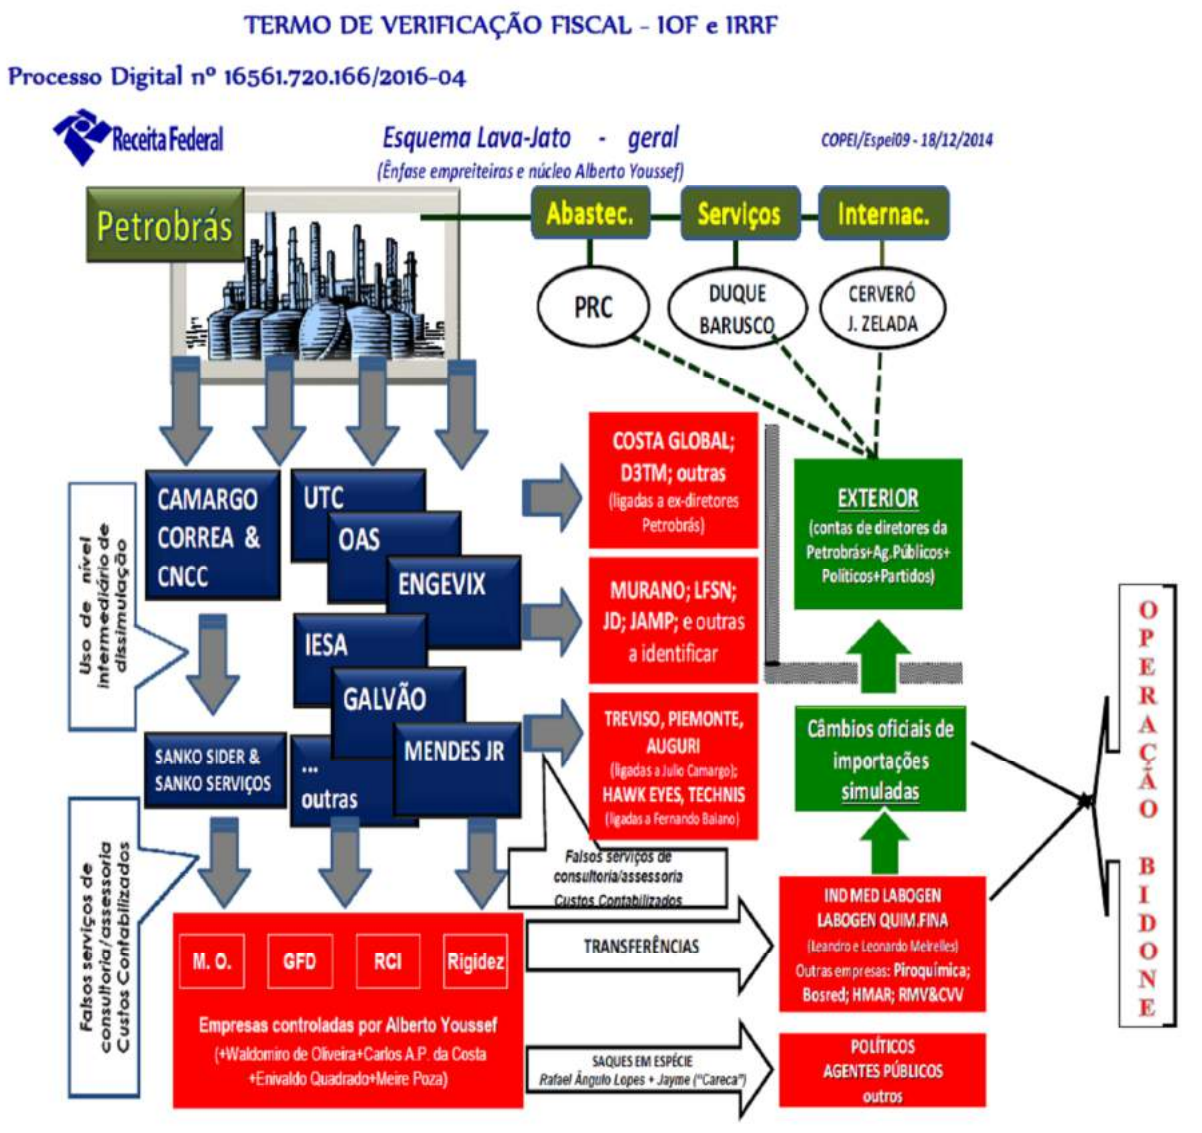 TERMO DE VERIFICAÇÃO FISCAL - IOF e IRRF
Processo Digital nº 16561.720.166/2016-04
Receita Federal
Esquema Lava-Jato - geral
COPEI/Espei09 - 18/12/2014
(Ênfase empreiteiras e núcleo Alberto Youssef)
Petrobrás
Abastec.
Serviços
Internac.
PRC
DUQUE
BARUSCO
CERVERÓ
J. ZELADA
Uso de nível
intermediário de
dissimulação
CAMARGO
CORREA &
CNCC
UTC
OAS
ENGEVIX
IESA
GALVÃO
MENDES JR
...
outras
SANKO SIDER &
SANKO SERVIÇOS
COSTA GLOBAL;
D3TM; outras
(ligadas a ex-diretores
Petrobrás)
MURANO; LFSN;
JD; JAMP; e outras
a identificar
TREVISO, PIEMONTE,
AUGURI
(ligadas a Julio Camargo);
HAWK EYES, TECHNIS
(ligadas a Fernando Baiano)
EXTERIOR
(contas de diretores da
Petrobrás+Ag.Públicos+
Políticos+Partidos)
Câmbios oficiais de
importações
simuladas
OPERAÇÃO BIDONE
Falsos serviços de
consultoria/assessoria
Custos Contabilizados
Falsos serviços de
consultoria/assessoria
Custos Contabilizados
M. O.
GFD
RCI
Rigidez
Empresas controladas por Alberto Youssef
(+Waldomiro de Oliveira+Carlos A.P. da Costa
+Enivaldo Quadrado+Meire Poza)
TRANSFERÊNCIAS
IND MED LABOGEN
LABOGEN QUIM.FINA
(Leandro e Leonardo Meirelles)
Outras empresas: Piroquímica;
Bosred; HMAR; RMV&CVV
SAQUES EM ESPÉCIE
Rafael Ângulo Lopes + Jayme ("Careca")
POLÍTICOS
AGENTES PÚBLICOS
outros